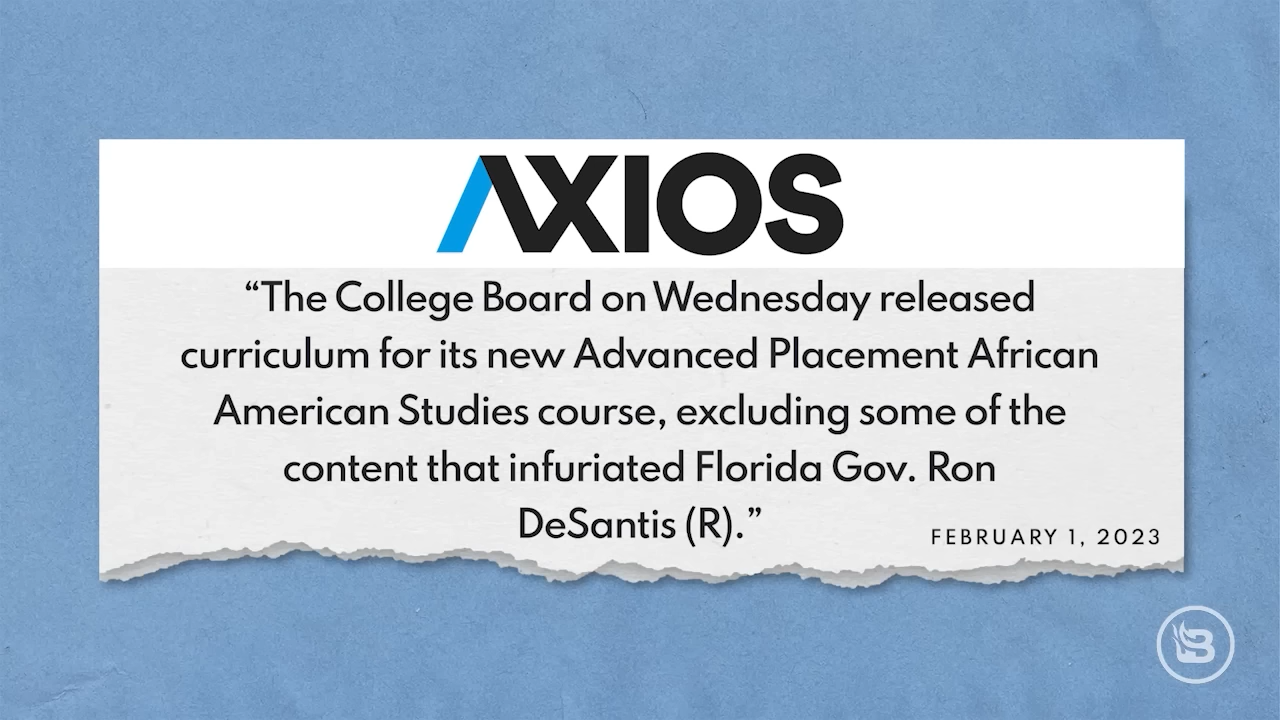 AXIOS
“The College Board on Wednesday released
curriculum for its new Advanced Placement African
American Studies course, excluding some of the
content that infuriated Florida Gov. Ron
DeSantis (R).”
FEBRUARY 1, 2023
B